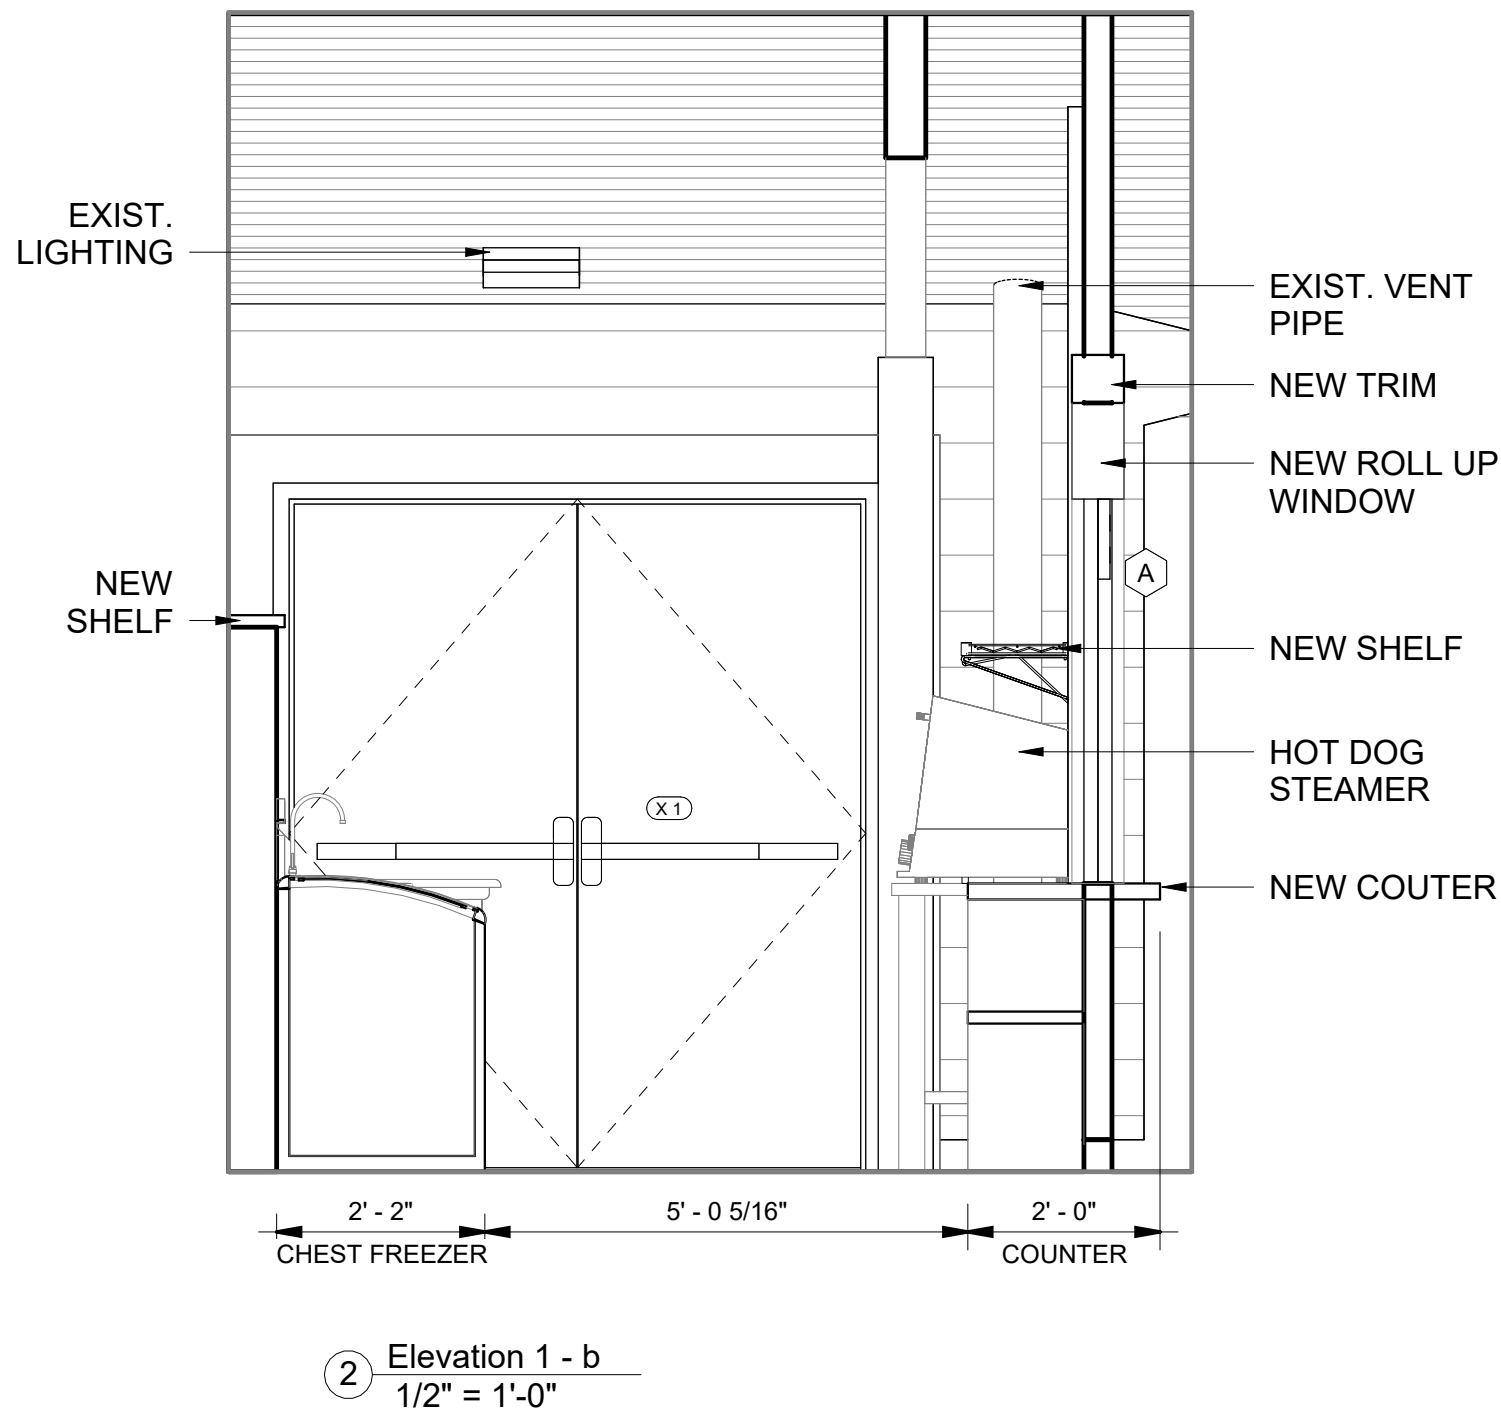 EXIST.
LIGHTING
EXIST. VENT
PIPE
NEW TRIM
NEW ROLL UP
WINDOW
A
NEW
SHELF
NEW SHELF
HOT DOG
STEAMER
X 1
NEW COUTER
2' - 2"
5' - 0 5/16"
2' - 0"
CHEST FREEZER
COUNTER
2
Elevation 1 - b
1/2" = 1'-0"